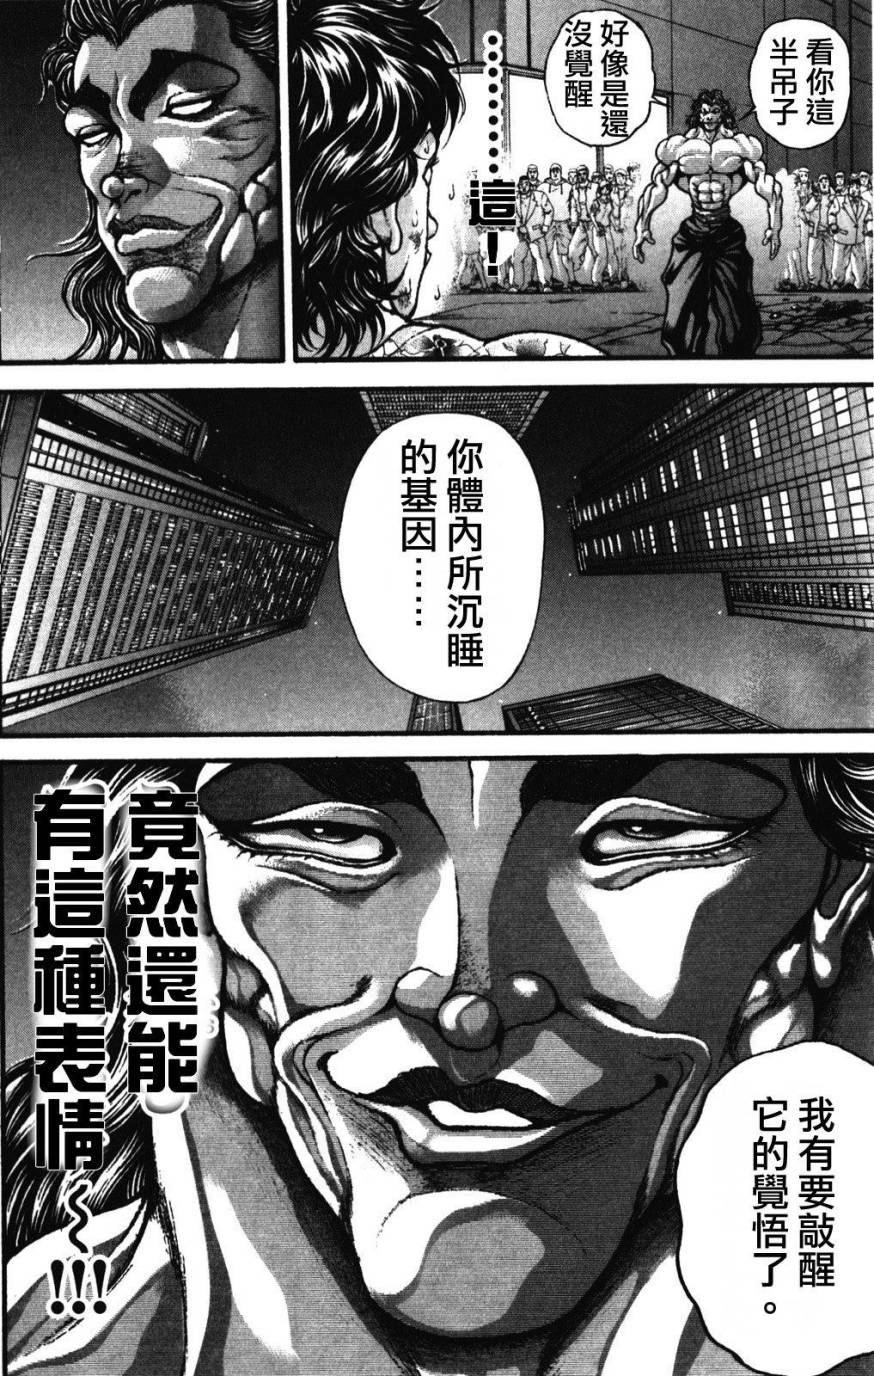 看你這
半吊子
好像是還
沒覺醒
…………這！
你體內所沉睡
的基因……
我有要敲醒
它的覺悟了。
竟然還能
有這種表情～!!!